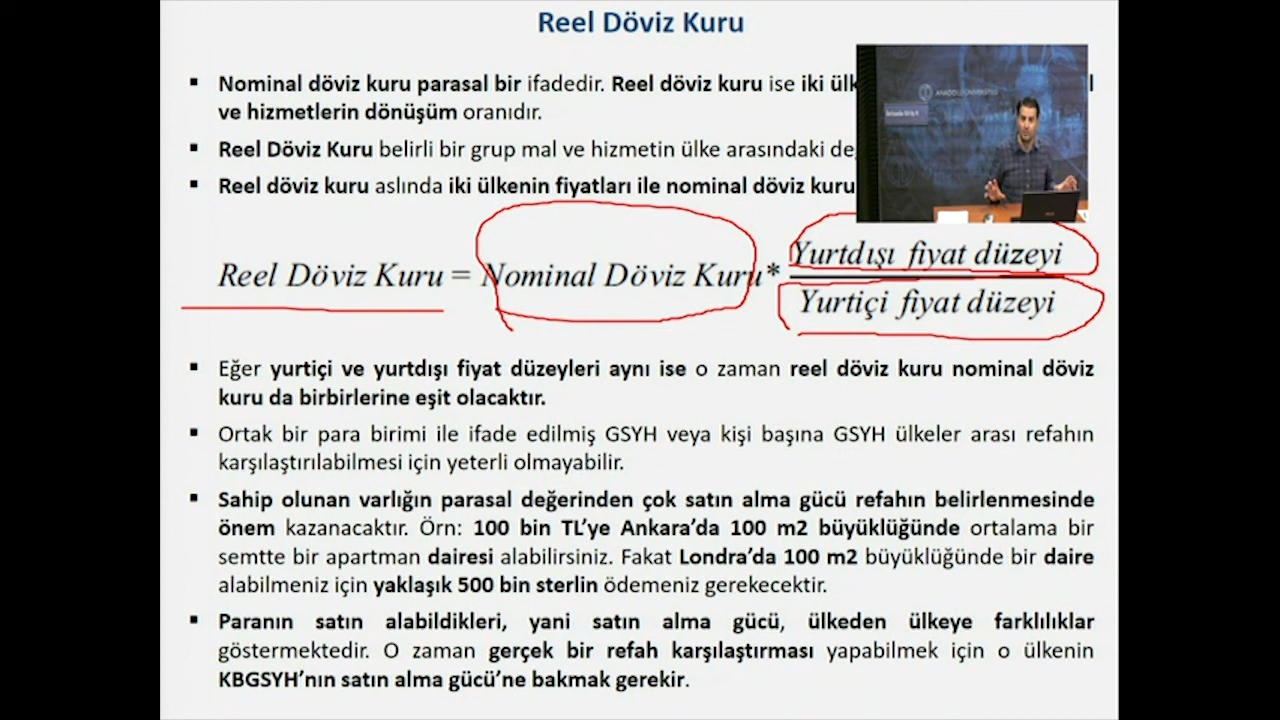 Reel Döviz Kuru
▪ Nominal döviz kuru parasal bir ifadedir. Reel döviz kuru ise iki
ve hizmetlerin dönüşüm oranıdır.
▪ Reel Döviz Kuru belirli bir grup mal ve hizmetin ülke arasındaki
▪ Reel döviz kuru aslında iki ülkenin fiyatları ile nominal döviz kuru
ANADOLU ÜNİVERSİTESİ
Reel Döviz Kuru = Nominal Döviz Kuru * Yurtdışı fiyat düzeyi
Yurtiçi fiyat düzeyi
▪ Eğer yurtiçi ve yurtdışı fiyat düzeyleri aynı ise o zaman reel döviz kuru nominal döviz
kuru da birbirlerine eşit olacaktır.
▪ Ortak bir para birimi ile ifade edilmiş GSYH veya kişi başına GSYH ülkeler arası refahın
karşılaştırılabilmesi için yeterli olmayabilir.
▪ Sahip olunan varlığın parasal değerinden çok satın alma gücü refahın belirlenmesinde
önem kazanacaktır. Örn: 100 bin TL’ye Ankara’da 100 m2 büyüklüğünde ortalama bir
semtte bir apartman dairesi alabilirsiniz. Fakat Londra’da 100 m2 büyüklüğünde bir daire
alabilmeniz için yaklaşık 500 bin sterlin ödemeniz gerekecektir.
▪ Paranın satın alabildikleri, yani satın alma gücü, ülkeden ülkeye farklılıklar
göstermektedir. O zaman gerçek bir refah karşılaştırması yapabilmek için o ülkenin
KBGSYH’nın satın alma gücü’ne bakmak gerekir.